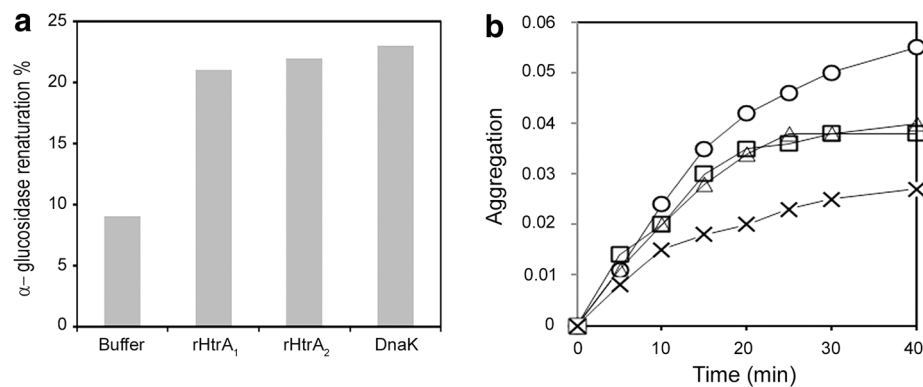 a
25
20
15
10
5
0
α– glucosidase renaturation %
Buffer rHtrA₁ rHtrA₂ DnaK
b
0.06
0.05
0.04
0.03
0.02
0.01
0
Aggregation
0 10 20 30 40
Time (min)